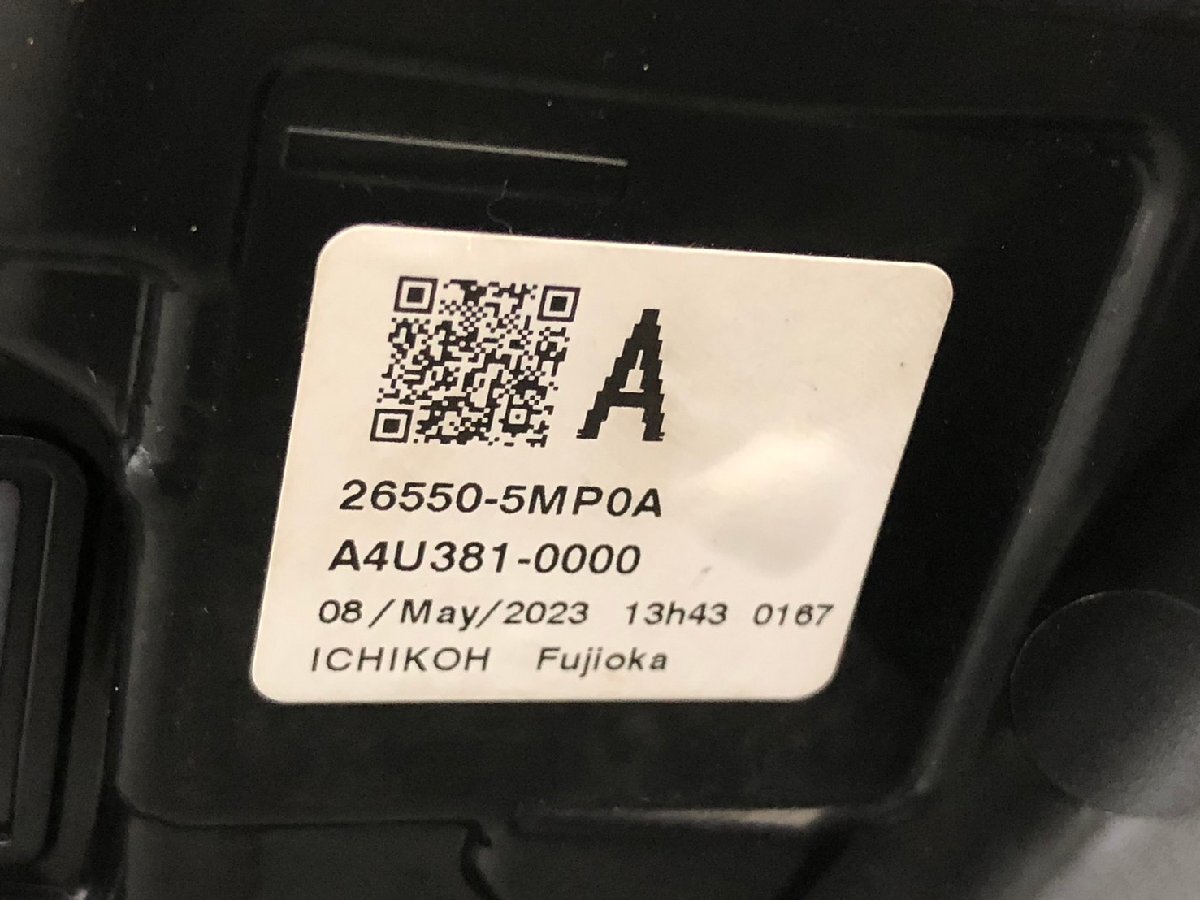 A
26550-5MP0A
A4U381-0000
08/May/2023 13h43 0167
ICHIKOH Fujioka